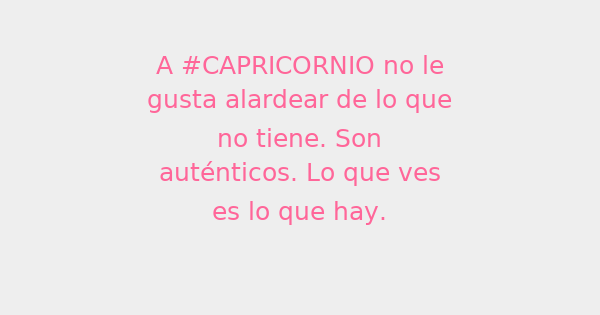 A #CAPRICORNIO no le
gusta alardear de lo que
no tiene. Son
auténticos. Lo que ves
es lo que hay.